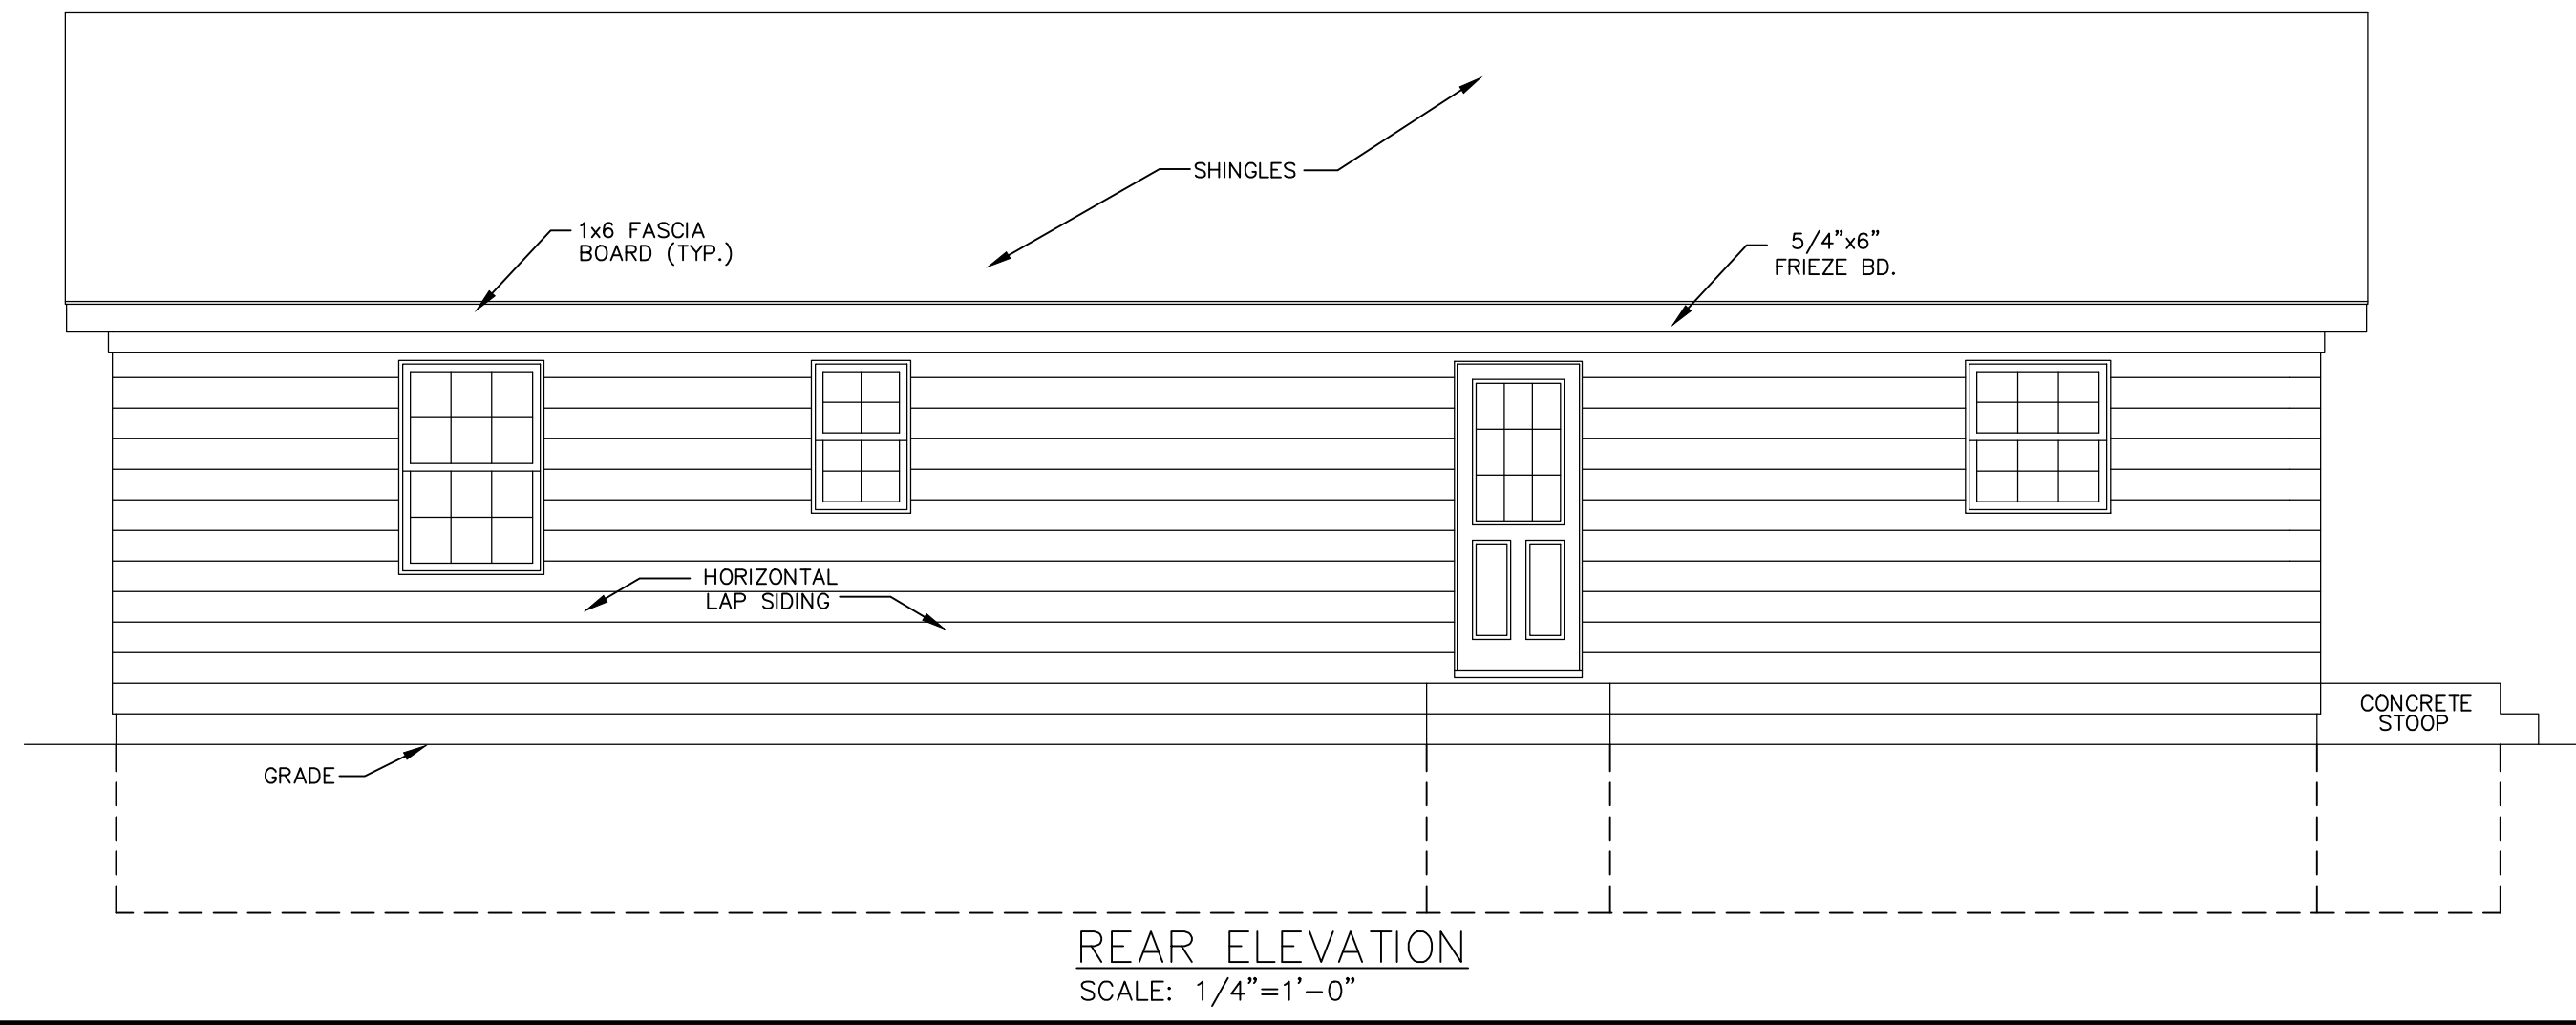 SHINGLES
1x6 FASCIA
BOARD (TYP.)
5/4"x6"
FRIEZE BD.
HORIZONTAL
LAP SIDING
CONCRETE
STOOP
GRADE
REAR ELEVATION
SCALE: 1/4"=1'-0"